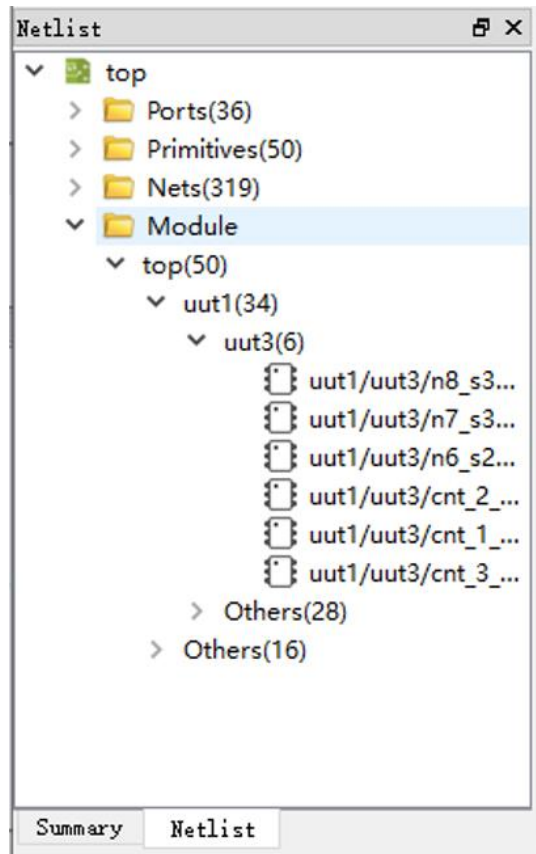 Netlist
top
Ports(36)
Primitives(50)
Nets(319)
Module
top(50)
uut1(34)
uut3(6)
uut1/uut3/n8_s3...
uut1/uut3/n7_s3...
uut1/uut3/n6_s2...
uut1/uut3/cnt_2_...
uut1/uut3/cnt_1_...
uut1/uut3/cnt_3_...
Others(28)
Others(16)
Summary Netlist